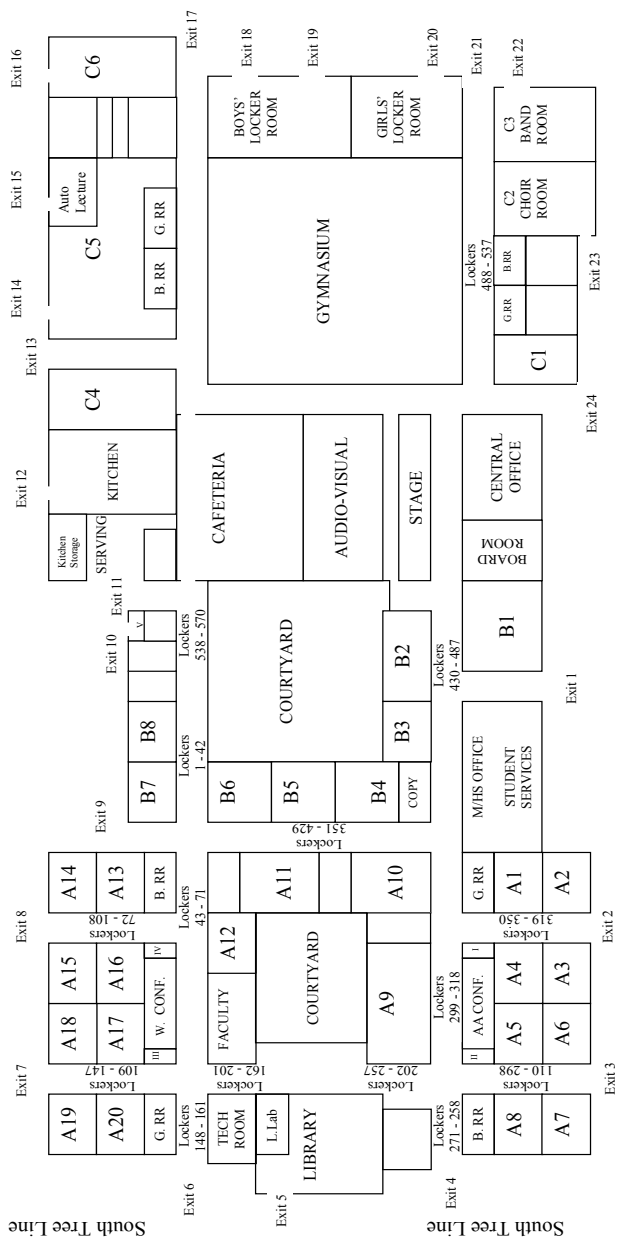 Exit 7
Exit 8
Exit 12
Exit 14
Exit 15
Exit 16
South Tree Line
A19
A18
A15
A14
Kitchen
Storage
Exit 13
Auto
Lecture
C6
A20
A17
A16
A13
Exit 9
Exit 10
Exit 11
SERVING
KITCHEN
C4
C5
G. RR
III
W. CONF.
IV
B. RR
B7
B8
V
B. RR
G. RR
Lockers
109 - 147
Lockers
72 - 108
Exit 6
Lockers
148 - 161
Lockers
43 - 71
Lockers
1 - 42
Lockers
538 - 570
Exit 17
TECH
ROOM
FACULTY
A12
B6
CAFETERIA
BOYS'
LOCKER
ROOM
Exit 18
Lockers
162 - 201
Exit 5
L.Lab
LIBRARY
COURTYARD
A11
B5
COURTYARD
GYMNASIUM
Exit 19
Lockers
351 - 429
AUDIO-VISUAL
A9
A10
B4
Lockers
202 - 257
GIRLS'
LOCKER
ROOM
COPY
B3
B2
STAGE
Exit 20
Exit 4
Lockers
271 - 258
Lockers
299 - 318
Lockers
430 - 487
Lockers
488 - 537
Exit 21
South Tree Line
B. RR
II
AA CONF.
I
G. RR
M/HS OFFICE
STUDENT
SERVICES
B1
BOARD
ROOM
CENTRAL
OFFICE
C1
G.RR
B.RR
C2
CHOIR
ROOM
C3
BAND
ROOM
Exit 22
A8
A5
A4
A1
A7
A6
A3
A2
Lockers
110 - 298
Lockers
319 - 350
Exit 3
Exit 2
Exit 1
Exit 24
Exit 23